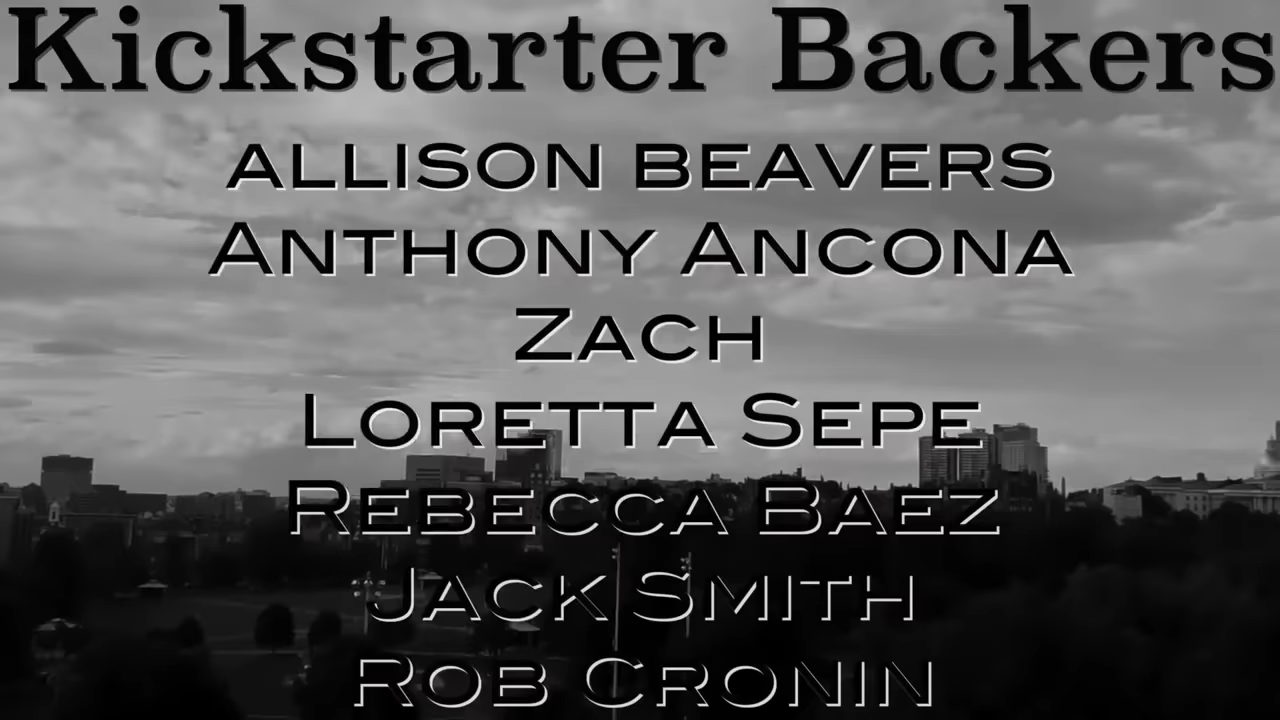 Kickstarter Backers
ALLISON BEAVERS
ANTHONY ANCONA
ZACH
LORETTA SEPE
REBECCA BAEZ
JACK SMITH
ROB CRONIN